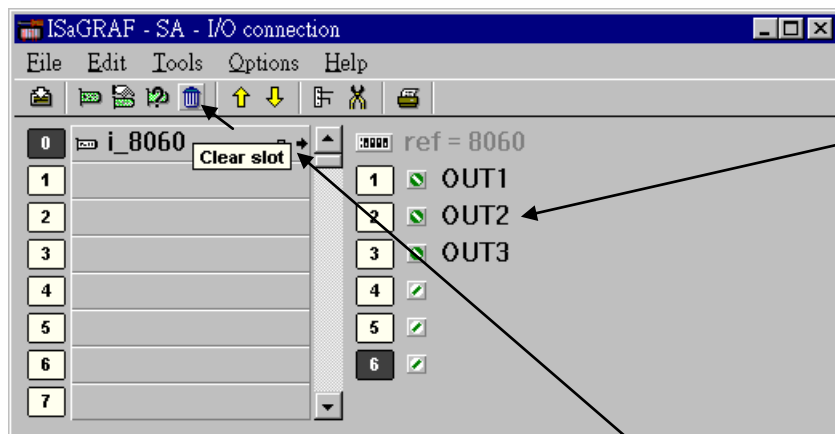 ISaGRAF - SA - I/O connection
File Edit Tools Options Help
0 i_8060
Clear slot
1
2
3
4
5
6
7
ref = 8060
1 OUT1
2 OUT2
3 OUT3
4
5
6